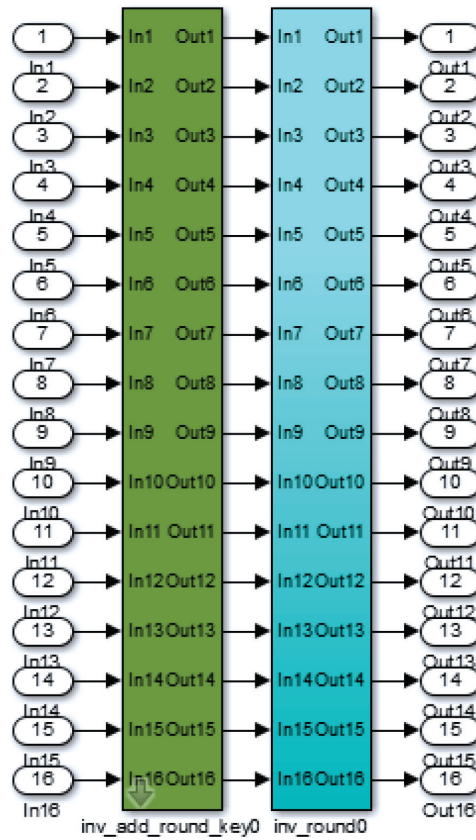 1 In1 Out1 In1 Out1 1
In1 Out1
2 In2 Out2 In2 Out2 2
In2 Out2
3 In3 Out3 In3 Out3 3
In3 Out3
4 In4 Out4 In4 Out4 4
In4 Out4
5 In5 Out5 In5 Out5 5
In5 Out5
6 In6 Out6 In6 Out6 6
In6 Out6
7 In7 Out7 In7 Out7 7
In7 Out7
8 In8 Out8 In8 Out8 8
In8 Out8
9 In9 Out9 In9 Out9 9
In9 Out9
10 In10 Out10 In10 Out10 10
In10 Out10
11 In11 Out11 In11 Out11 11
In11 Out11
12 In12 Out12 In12 Out12 12
In12 Out12
13 In13 Out13 In13 Out13 13
In13 Out13
14 In14 Out14 In14 Out14 14
In14 Out14
15 In15 Out15 In15 Out15 15
In15 Out15
16 In16 Out16 In16 Out16 16
In16 Out16
inv_add_round_key0 inv_round0